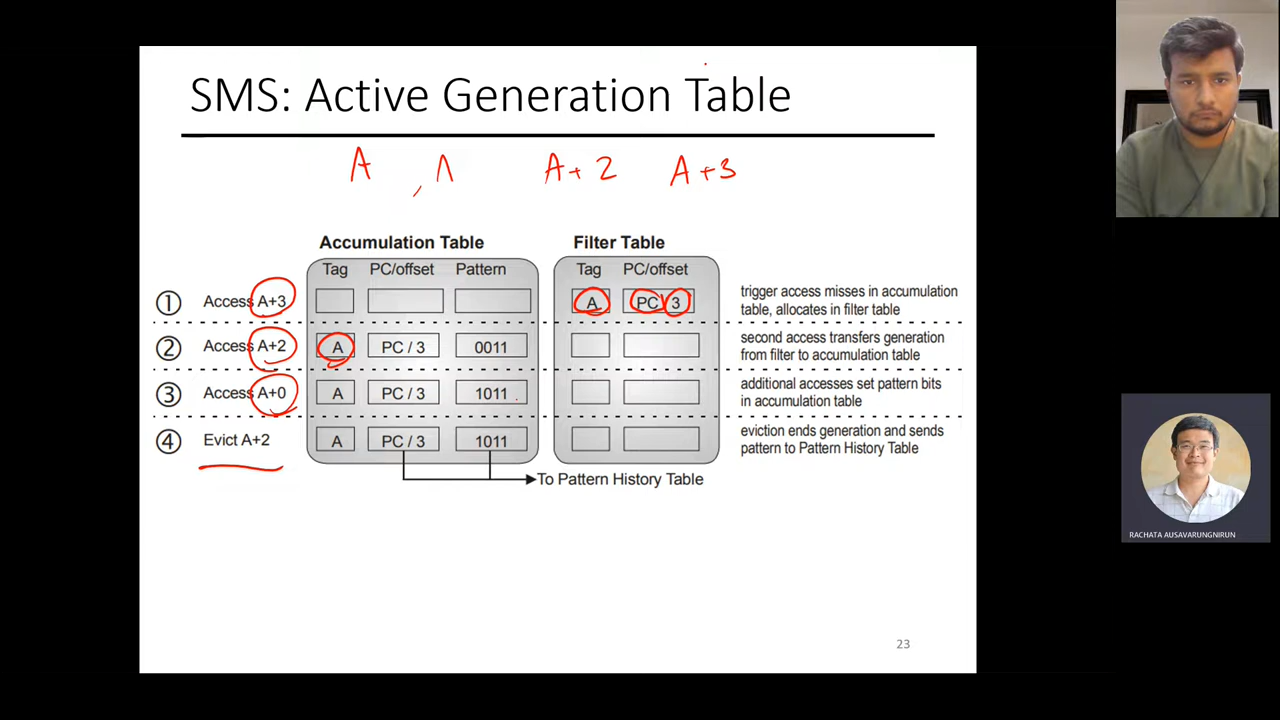 SMS: Active Generation Table
A , A+2 A+3
Accumulation Table Filter Table
Tag PC/offset Pattern Tag PC/offset
① Access A+3 A PC / 3 trigger access misses in accumulation
table, allocates in filter table
② Access A+2 A PC / 3 0011 second access transfers generation
from filter to accumulation table
③ Access A+0 A PC / 3 1011 additional accesses set pattern bits
in accumulation table
④ Evict A+2 A PC / 3 1011 eviction ends generation and sends
pattern to Pattern History Table
To Pattern History Table
23
RACHATA AUSAVARUNGNIRUN